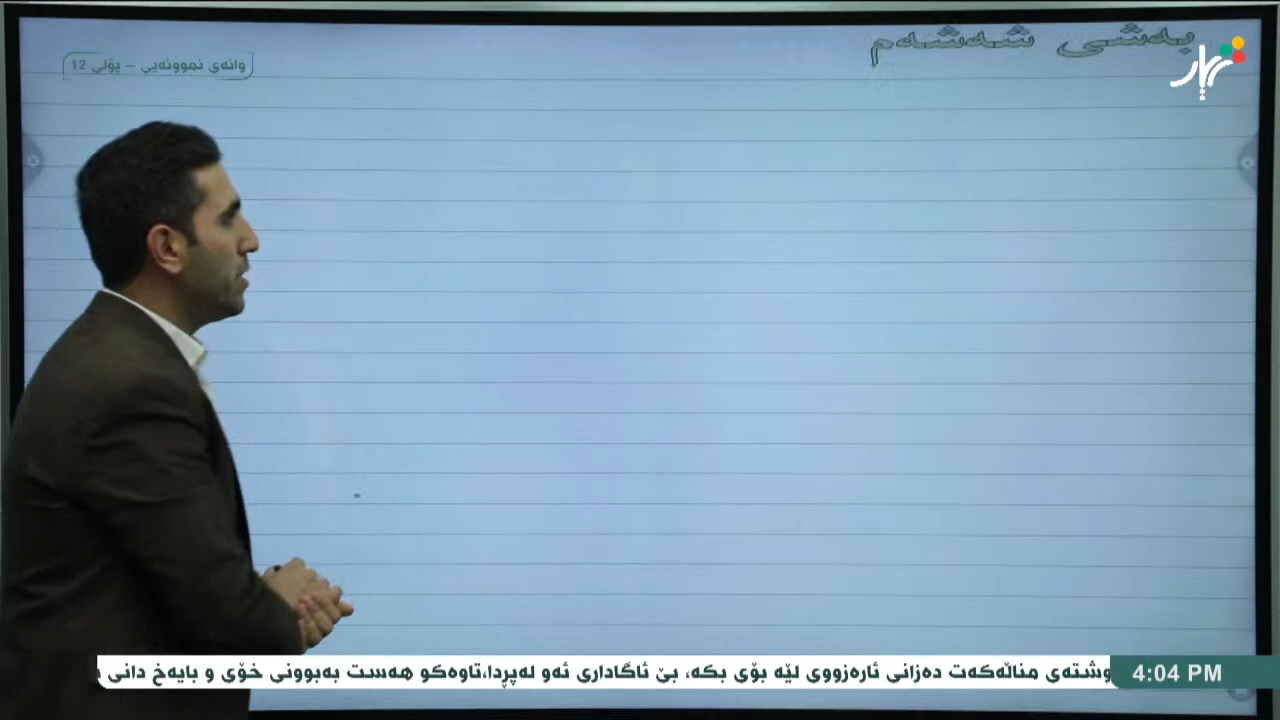 بەشی شەشەم
وانەی نموونەیی – پۆلی 12
وشتەی مناڵەکەت دەزانی ئارەزووی لێە بۆی بکە، بێ ئاگاداری ئەو لەپڕدا،تاوەکو هەست بەبوونی خۆی و بایەخ دانی
4:04 PM